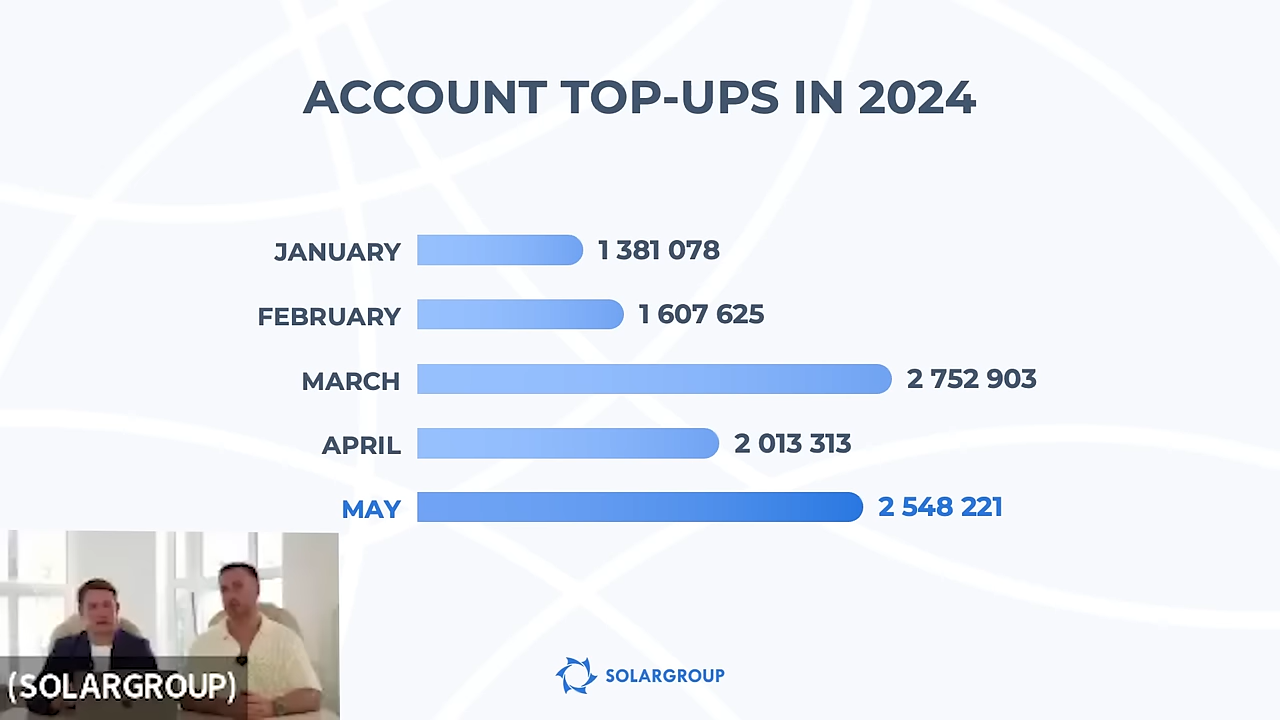 ACCOUNT TOP-UPS IN 2024
JANUARY 1 381 078
FEBRUARY 1 607 625
MARCH 2 752 903
APRIL 2 013 313
MAY 2 548 221
(SOLARGROUP)
SOLARGROUP